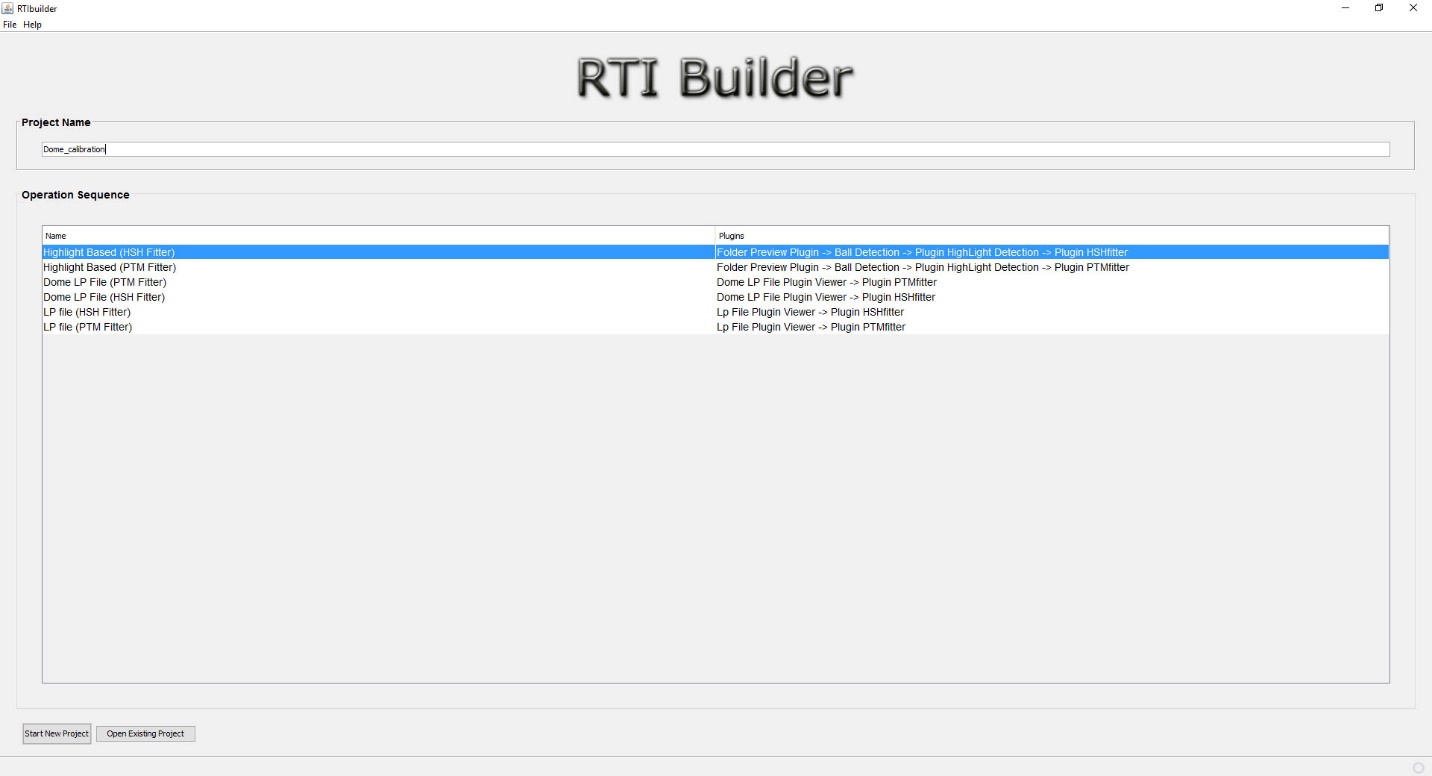 RTIbuilder
File Help
RTI Builder
Project Name
Dome_calibration
Operation Sequence
Name Plugins
Highlight Based (HSH Fitter) Folder Preview Plugin -> Ball Detection -> Plugin HighLight Detection -> Plugin HSHfitter
Highlight Based (PTM Fitter) Folder Preview Plugin -> Ball Detection -> Plugin HighLight Detection -> Plugin PTMfitter
Dome LP File (PTM Fitter) Dome LP File Plugin Viewer -> Plugin PTMfitter
Dome LP File (HSH Fitter) Dome LP File Plugin Viewer -> Plugin HSHfitter
LP file (HSH Fitter) Lp File Plugin Viewer -> Plugin HSHfitter
LP file (PTM Fitter) Lp File Plugin Viewer -> Plugin PTMfitter
Start New Project Open Existing Project